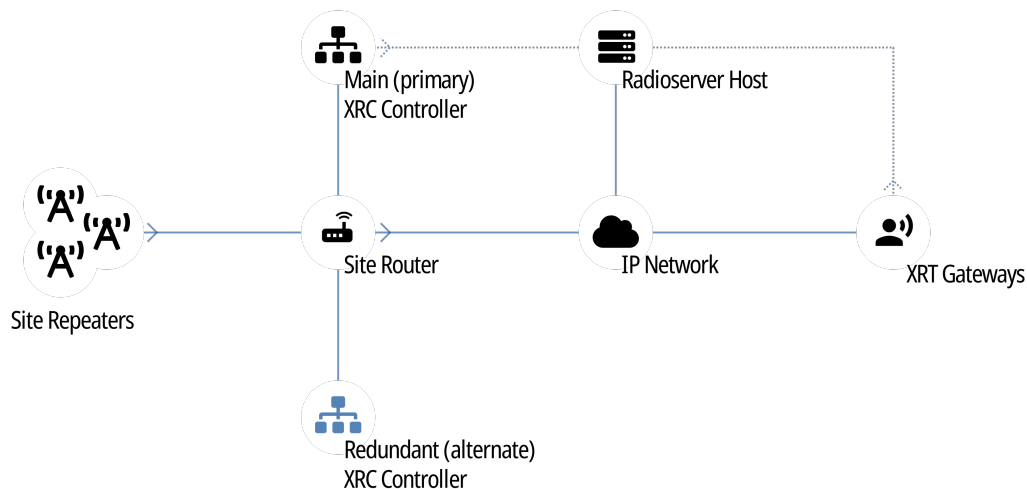 Main (primary)
XRC Controller
Radioserver Host
Site Repeaters
Site Router
IP Network
XRT Gateways
Redundant (alternate)
XRC Controller